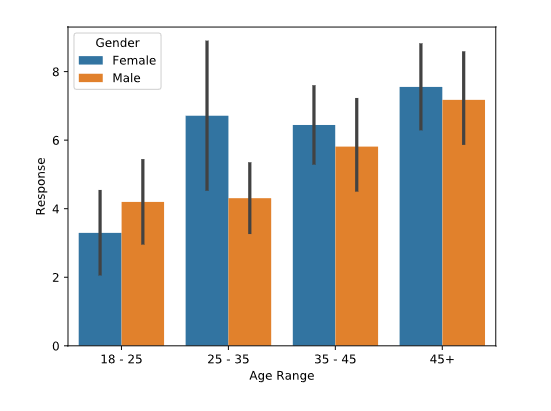 Gender
Female
Male
Response
8
6
4
2
0
18 - 25
25 - 35
35 - 45
45+
Age Range